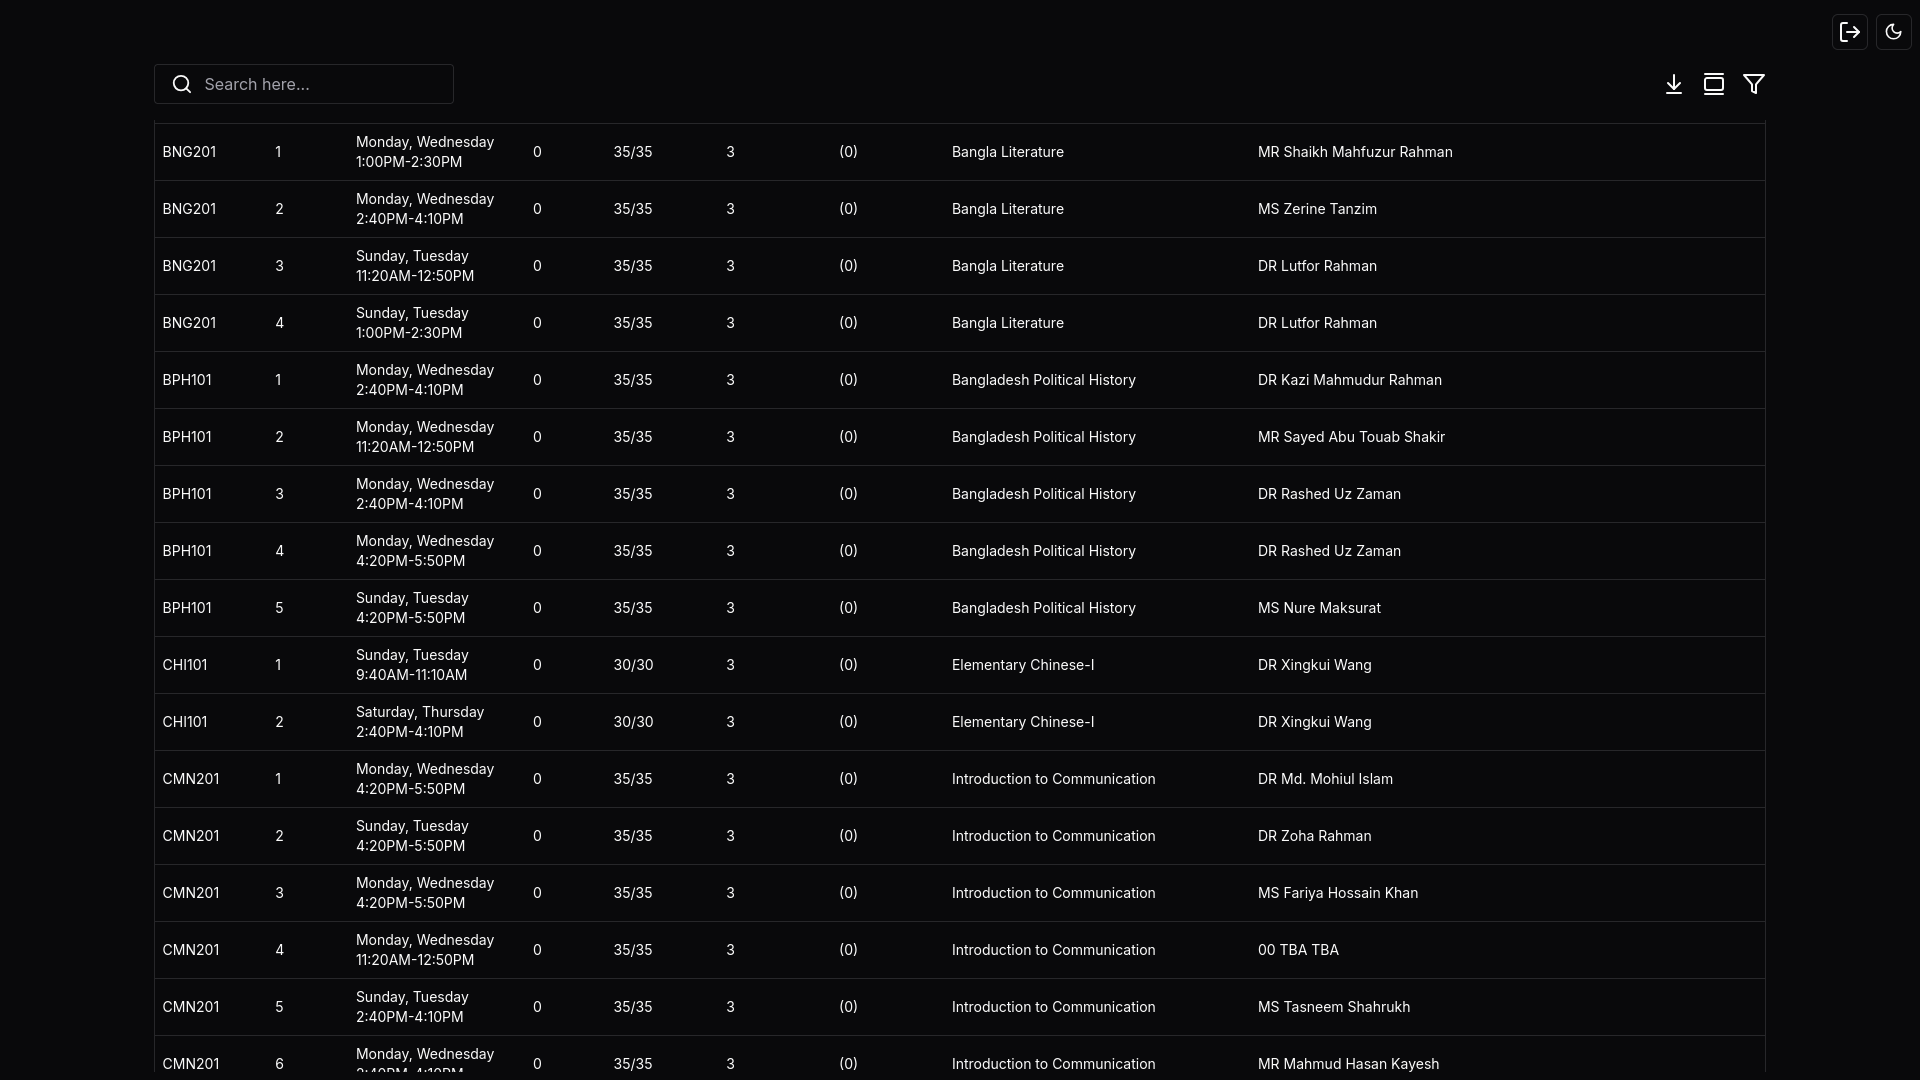 Search here...
BNG201 1 Monday, Wednesday 0 35/35 3 (0) Bangla Literature MR Shaikh Mahfuzur Rahman
1:00PM-2:30PM
BNG201 2 Monday, Wednesday 0 35/35 3 (0) Bangla Literature MS Zerine Tanzim
2:40PM-4:10PM
BNG201 3 Sunday, Tuesday 0 35/35 3 (0) Bangla Literature DR Lutfor Rahman
11:20AM-12:50PM
BNG201 4 Sunday, Tuesday 0 35/35 3 (0) Bangla Literature DR Lutfor Rahman
1:00PM-2:30PM
BPH101 1 Monday, Wednesday 0 35/35 3 (0) Bangladesh Political History DR Kazi Mahmudur Rahman
2:40PM-4:10PM
BPH101 2 Monday, Wednesday 0 35/35 3 (0) Bangladesh Political History MR Sayed Abu Touab Shakir
11:20AM-12:50PM
BPH101 3 Monday, Wednesday 0 35/35 3 (0) Bangladesh Political History DR Rashed Uz Zaman
2:40PM-4:10PM
BPH101 4 Monday, Wednesday 0 35/35 3 (0) Bangladesh Political History DR Rashed Uz Zaman
4:20PM-5:50PM
BPH101 5 Sunday, Tuesday 0 35/35 3 (0) Bangladesh Political History MS Nure Maksurat
4:20PM-5:50PM
CHI101 1 Sunday, Tuesday 0 30/30 3 (0) Elementary Chinese-I DR Xingkui Wang
9:40AM-11:10AM
CHI101 2 Saturday, Thursday 0 30/30 3 (0) Elementary Chinese-I DR Xingkui Wang
2:40PM-4:10PM
CMN201 1 Monday, Wednesday 0 35/35 3 (0) Introduction to Communication DR Md. Mohiul Islam
4:20PM-5:50PM
CMN201 2 Sunday, Tuesday 0 35/35 3 (0) Introduction to Communication DR Zoha Rahman
4:20PM-5:50PM
CMN201 3 Monday, Wednesday 0 35/35 3 (0) Introduction to Communication MS Fariya Hossain Khan
4:20PM-5:50PM
CMN201 4 Monday, Wednesday 0 35/35 3 (0) Introduction to Communication 00 TBA TBA
11:20AM-12:50PM
CMN201 5 Sunday, Tuesday 0 35/35 3 (0) Introduction to Communication MS Tasneem Shahrukh
2:40PM-4:10PM
CMN201 6 Monday, Wednesday 0 35/35 3 (0) Introduction to Communication MR Mahmud Hasan Kayesh